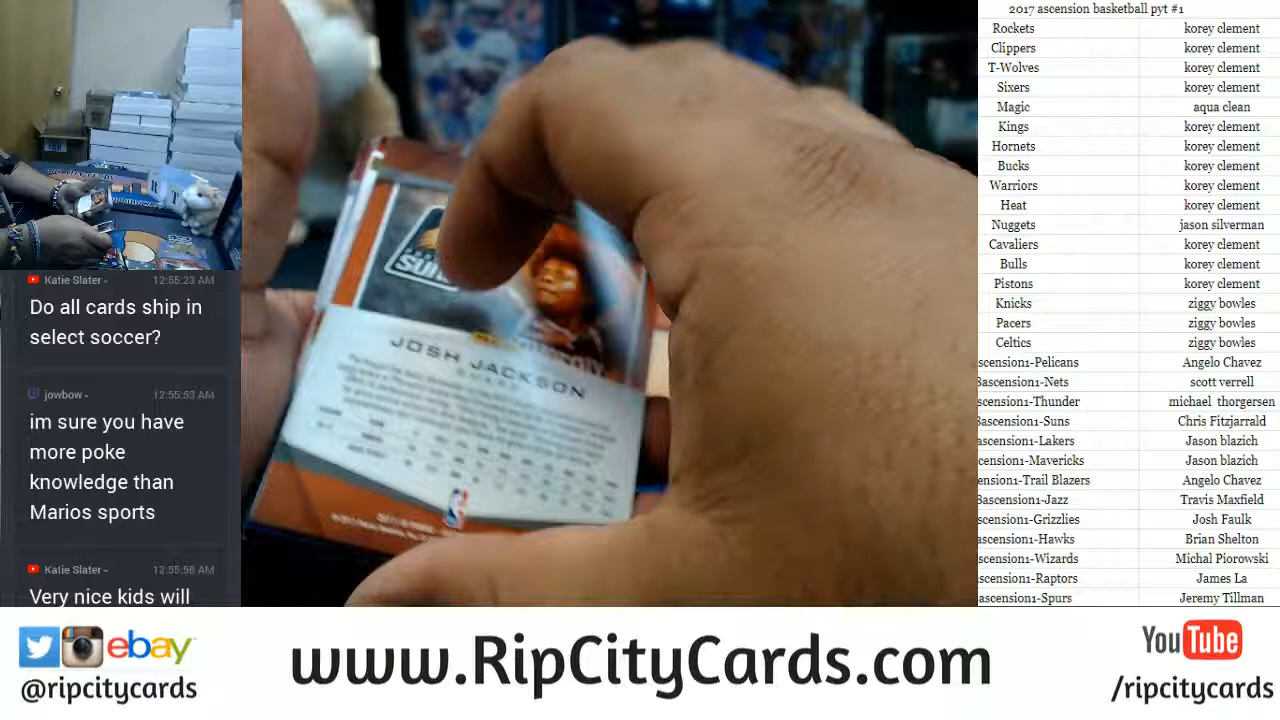 2017 ascension basketball pyt #1
Rockets korey clement
Clippers korey clement
T-Wolves korey clement
Sixers korey clement
Magic aqua clean
Kings korey clement
Hornets korey clement
Bucks korey clement
Warriors korey clement
Heat korey clement
Nuggets jason silverman
Cavaliers korey clement
Bulls korey clement
Pistons korey clement
Knicks ziggy bowles
Pacers ziggy bowles
Celtics ziggy bowles
ascension1-Pelicans Angelo Chavez
ascension1-Nets scott verrell
ascension1-Thunder michael thorgersen
ascension1-Suns Chris Fitzjarrald
ascension1-Lakers Jason blazich
cension1-Mavericks Jason blazich
ension1-Trail Blazers Angelo Chavez
ascension1-Jazz Travis Maxfield
scension1-Grizzlies Josh Faulk
ascension1-Hawks Brian Shelton
scension1-Wizards Michal Piorowski
ascension1-Raptors James La
ascension1-Spurs Jeremy Tillman
Katie Slater - 12:55:23 AM
Do all cards ship in
select soccer?
jowbow - 12:55:53 AM
im sure you have
more poke
knowledge than
Marios sports
Katie Slater - 12:55:58 AM
Very nice kids will
SUNS
JOSH JACKSON
ebay
@ripcitycards
www.RipCityCards.com
YouTube
/ripcitycards